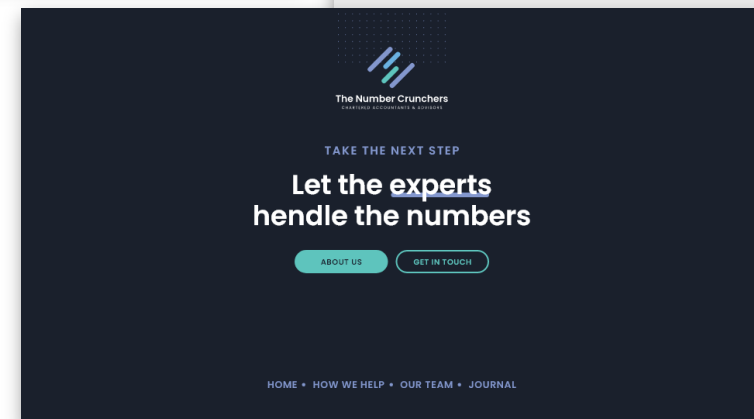 The Number Crunchers
CHARTERED ACCOUNTANTS & ADVISORS
TAKE THE NEXT STEP
Let the experts
hendle the numbers
ABOUT US
GET IN TOUCH
HOME • HOW WE HELP • OUR TEAM • JOURNAL